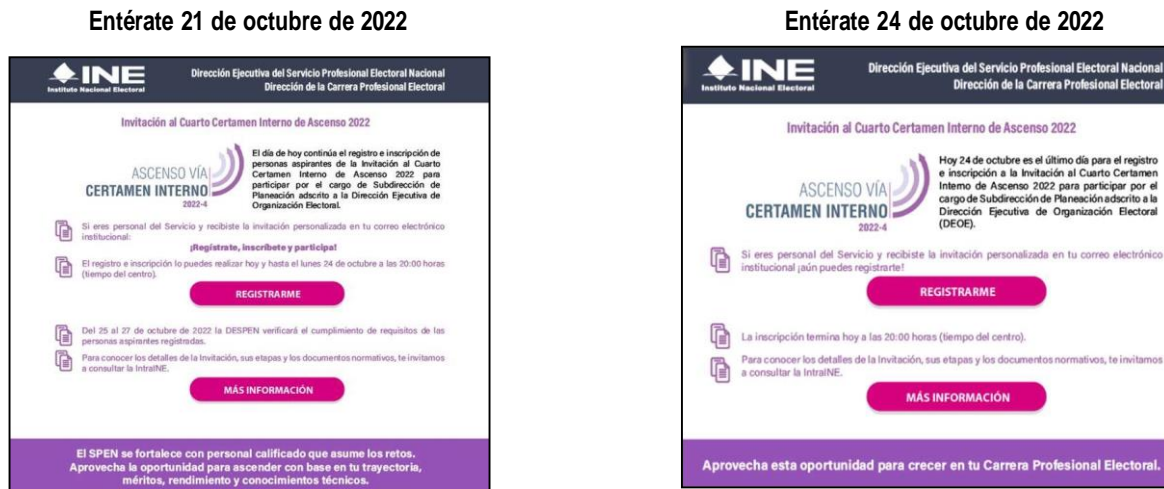 Entérate 21 de octubre de 2022
INE
Instituto Nacional Electoral
Dirección Ejecutiva del Servicio Profesional Electoral Nacional
Dirección de la Carrera Profesional Electoral
Invitación al Cuarto Certamen Interno de Ascenso 2022
ASCENSO VÍA
CERTAMEN INTERNO
2022-4
El día de hoy continúa el registro e inscripción de
personas aspirantes de la Invitación al Cuarto
Certamen Interno de Ascenso 2022 para
participar por el cargo de Subdirección de
Planeación adscrito a la Dirección Ejecutiva de
Organización Electoral.
Si eres personal del Servicio y recibiste la invitación personalizada en tu correo electrónico
institucional:
¡Regístrate, inscríbete y participa!
El registro e inscripción lo puedes realizar hoy y hasta el lunes 24 de octubre a las 20:00 horas
(tiempo del centro).
REGISTRARME
Del 25 al 27 de octubre de 2022 la DESPEN verificará el cumplimiento de requisitos de las
personas aspirantes registradas.
Para conocer los detalles de la Invitación, sus etapas y los documentos normativos, te invitamos
a consultar la IntraINE.
MÁS INFORMACIÓN
El SPEN se fortalece con personal calificado que asume los retos.
Aprovecha la oportunidad para ascender con base en tu trayectoria,
méritos, rendimiento y conocimientos técnicos.
Entérate 24 de octubre de 2022
INE
Instituto Nacional Electoral
Dirección Ejecutiva del Servicio Profesional Electoral Nacional
Dirección de la Carrera Profesional Electoral
Invitación al Cuarto Certamen Interno de Ascenso 2022
ASCENSO VÍA
CERTAMEN INTERNO
2022-4
Hoy 24 de octubre es el último día para el registro
e inscripción a la Invitación al Cuarto Certamen
Interno de Ascenso 2022 para participar por el
cargo de Subdirección de Planeación adscrito a la
Dirección Ejecutiva de Organización Electoral
(DEOE).
Si eres personal del Servicio y recibiste la invitación personalizada en tu correo electrónico
institucional ¡aún puedes registrarte!
REGISTRARME
La inscripción termina hoy a las 20:00 horas (tiempo del centro).
Para conocer los detalles de la Invitación, sus etapas y los documentos normativos, te invitamos
a consultar la IntraINE.
MÁS INFORMACIÓN
Aprovecha esta oportunidad para crecer en tu Carrera Profesional Electoral.